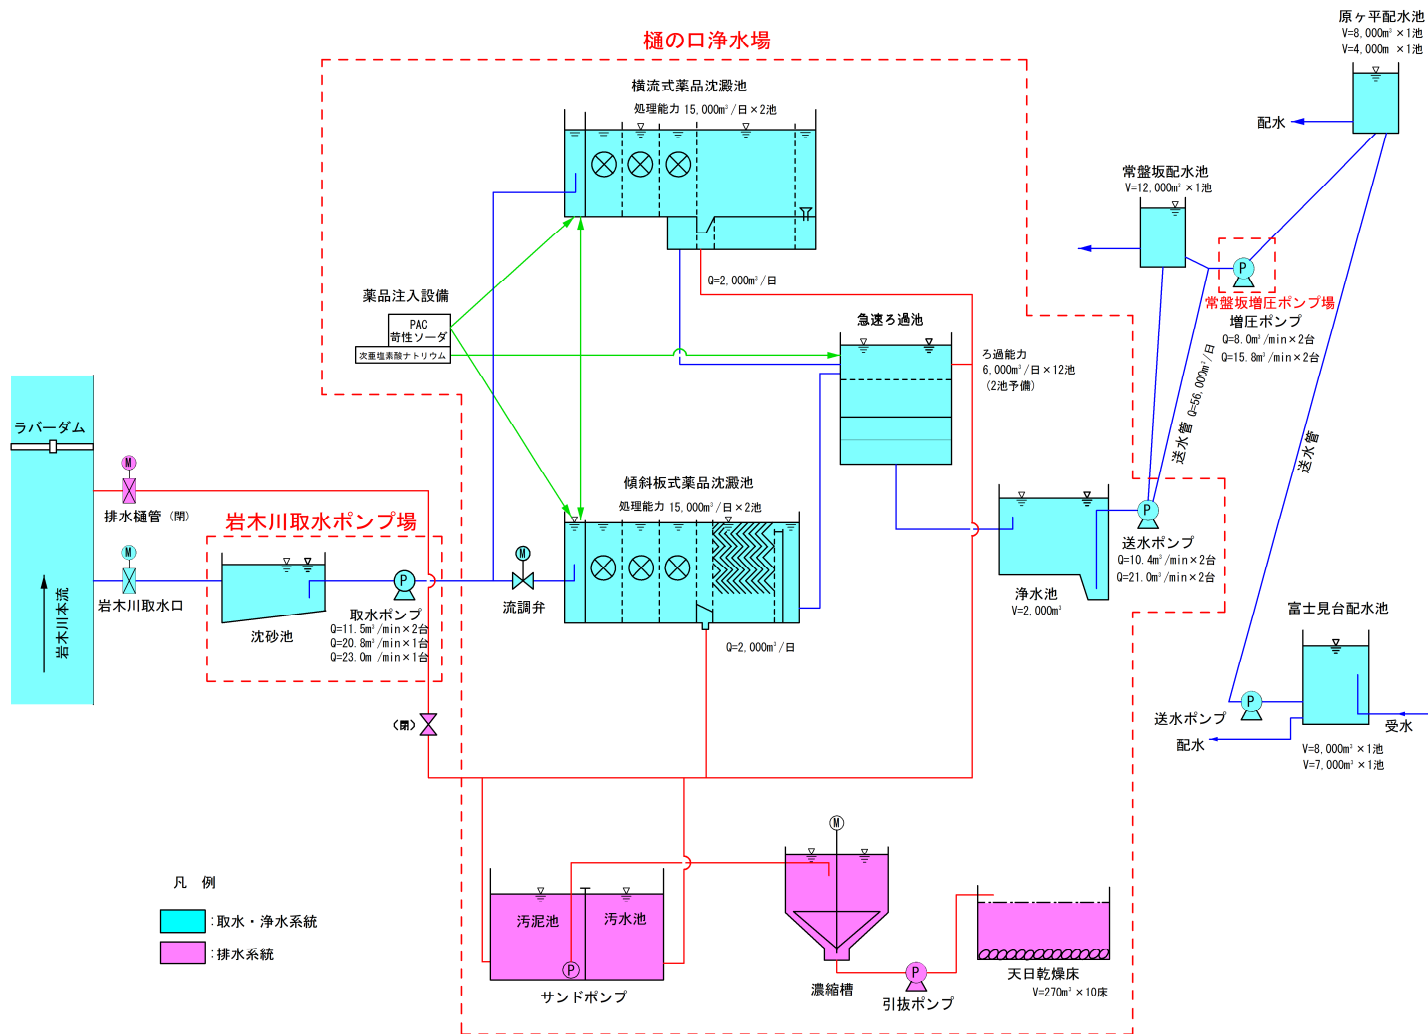 樋の口浄水場
原ヶ平配水池
V=8,000m³×1池
V=4,000m ×1池
横流式薬品沈澱池
処理能力 15,000m³/日×2池
配水
常盤坂配水池
V=12,000m³×1池
P
常盤坂増圧ポンプ場
増圧ポンプ
Q=8.0m³/min×2台
Q=15.8m³/min×2台
Q=2,000m³/日
薬品注入設備
PAC
苛性ソーダ
次亜塩素酸ナトリウム
急速ろ過池
ろ過能力
6,000m³/日×12池
(2池予備)
送水管 Q=56,000m³/日
送水管
ラバーダム
M
排水樋管 (閉)
岩木川取水ポンプ場
傾斜板式薬品沈澱池
処理能力 15,000m³/日×2池
M
岩木川取水口
岩木川本流
沈砂池
P
取水ポンプ
Q=11.5m³/min×2台
Q=20.8m³/min×1台
Q=23.0m /min×1台
M
流調弁
Q=2,000m³/日
浄水池
V=2.000m³
P
送水ポンプ
Q=10.4m³/min×2台
Q=21.0m³/min×2台
富士見台配水池
P
送水ポンプ
配水
受水
V=8,000m³×1池
V=7,000m³×1池
(閉)
凡 例
:取水・浄水系統
:排水系統
汚泥池
汚水池
P
サンドポンプ
M
濃縮槽
P
引抜ポンプ
天日乾燥床
V=270m³×10床